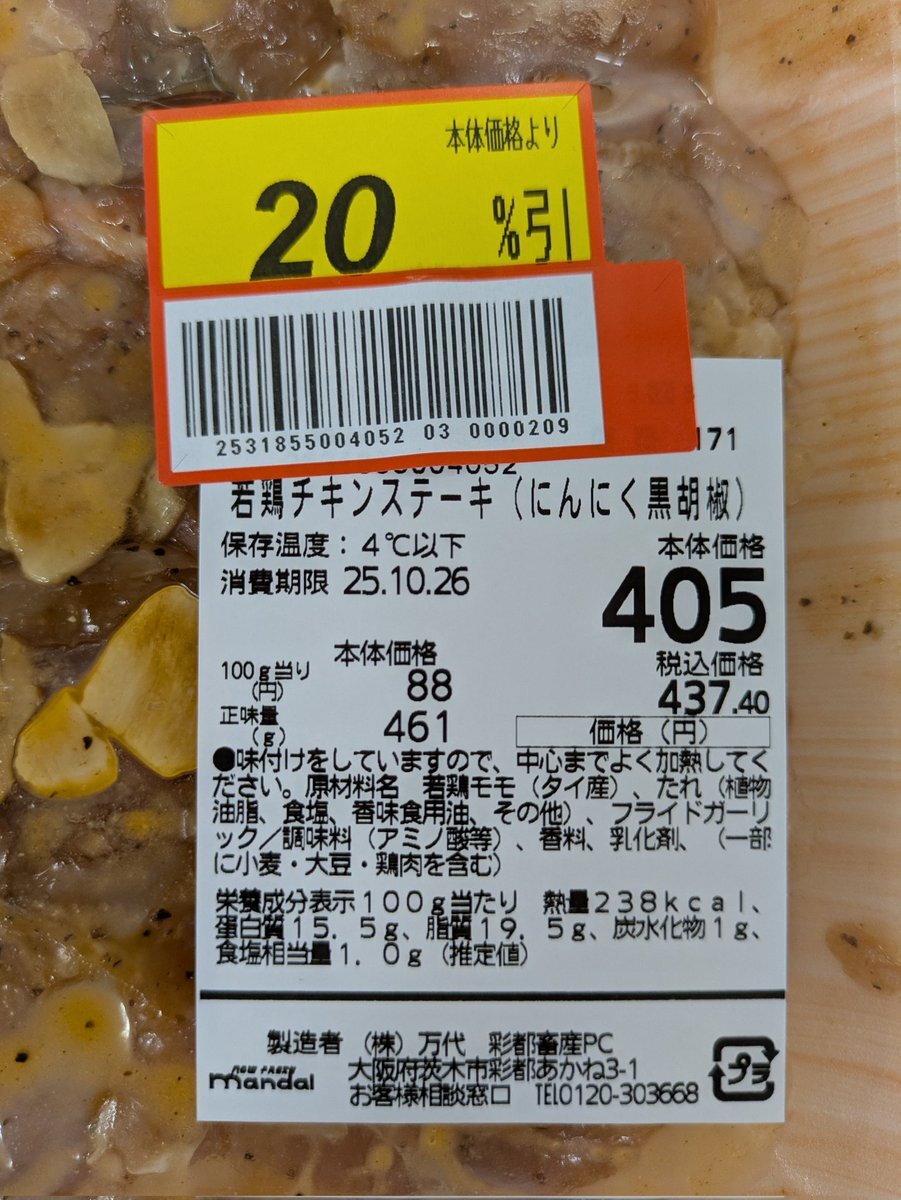 本体価格より
20 %引
2531855004052 03 0000209
171
若鶏チキンステーキ（にんにく黒胡椒）
保存温度：4℃以下
消費期限 25.10.26
本体価格
405
税込価格
437.40
価格（円）
本体価格
100g当り（円） 88
正味量（g） 461
●味付けをしていますので、中心までよく加熱してく
ださい。原材料名　若鶏モモ（タイ産）、たれ（植物
油脂、食塩、香味食用油、その他）、フライドガーリ
ック／調味料（アミノ酸等）、香料、乳化剤、（一部
に小麦・大豆・鶏肉を含む）
栄養成分表示100g当たり　熱量238kcal、
蛋白質15．5g、脂質19．5g、炭水化物1g、
食塩相当量1．0g（推定値）
製造者　（株）万代　彩都畜産PC
大阪府茨木市彩都あかね3-1
お客様相談窓口　TEL0120-303668
mandai
プラ